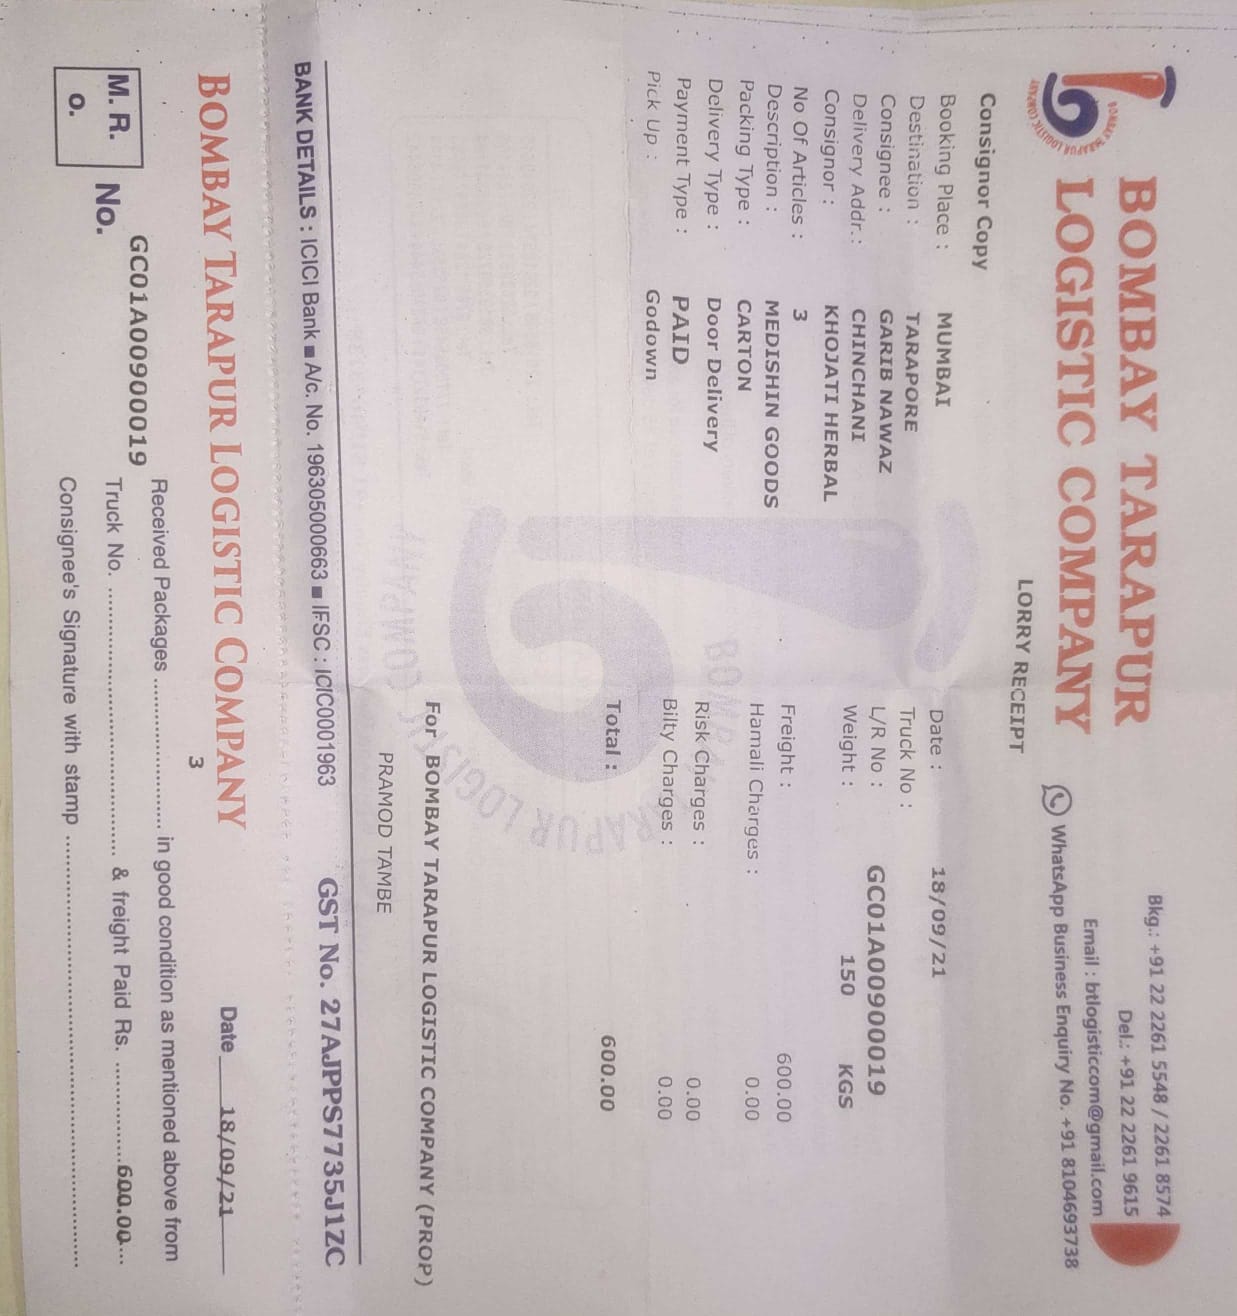 BOMBAY TARAPUR
LOGISTIC COMPANY
BOMBAY TARAPUR LOGISTIC COMPANY
Bkg.: +91 22 2261 5548 / 2261 8574
Del.: +91 22 2261 9615
Email : btlogisticcom@gmail.com
WhatsApp Business Enquiry No. +91 8104693738
LORRY RECEIPT
Consignor Copy
Booking Place : MUMBAI
Destination : TARAPORE
Consignee : GARIB NAWAZ
Delivery Addr.: CHINCHANI
Consignor : KHOJATI HERBAL
No Of Articles : 3
Description : MEDISHIN GOODS
Packing Type : CARTON
Delivery Type : Door Delivery
Payment Type : PAID
Pick Up : Godown
Date : 18/09/21
Truck No :
L/R No : GC01A00900019
Weight : 150 KGS
Freight : 600.00
Hamali Charges : 0.00
Risk Charges : 0.00
Bilty Charges : 0.00
Total : 600.00
For BOMBAY TARAPUR LOGISTIC COMPANY (PROP)
PRAMOD TAMBE
BANK DETAILS : ICICI Bank ■ A/c. No. 196305000663 ■ IFSC : ICIC0001963 GST No. 27AJPPS7735J1ZC
BOMBAY TARAPUR LOGISTIC COMPANY Date 18/09/21
3
M. R. No. GC01A00900019
o.
Received Packages .......................... in good condition as mentioned above from
Truck No. .......................................... & freight Paid Rs. ...............600.00...
Consignee's Signature with stamp ....................................................................